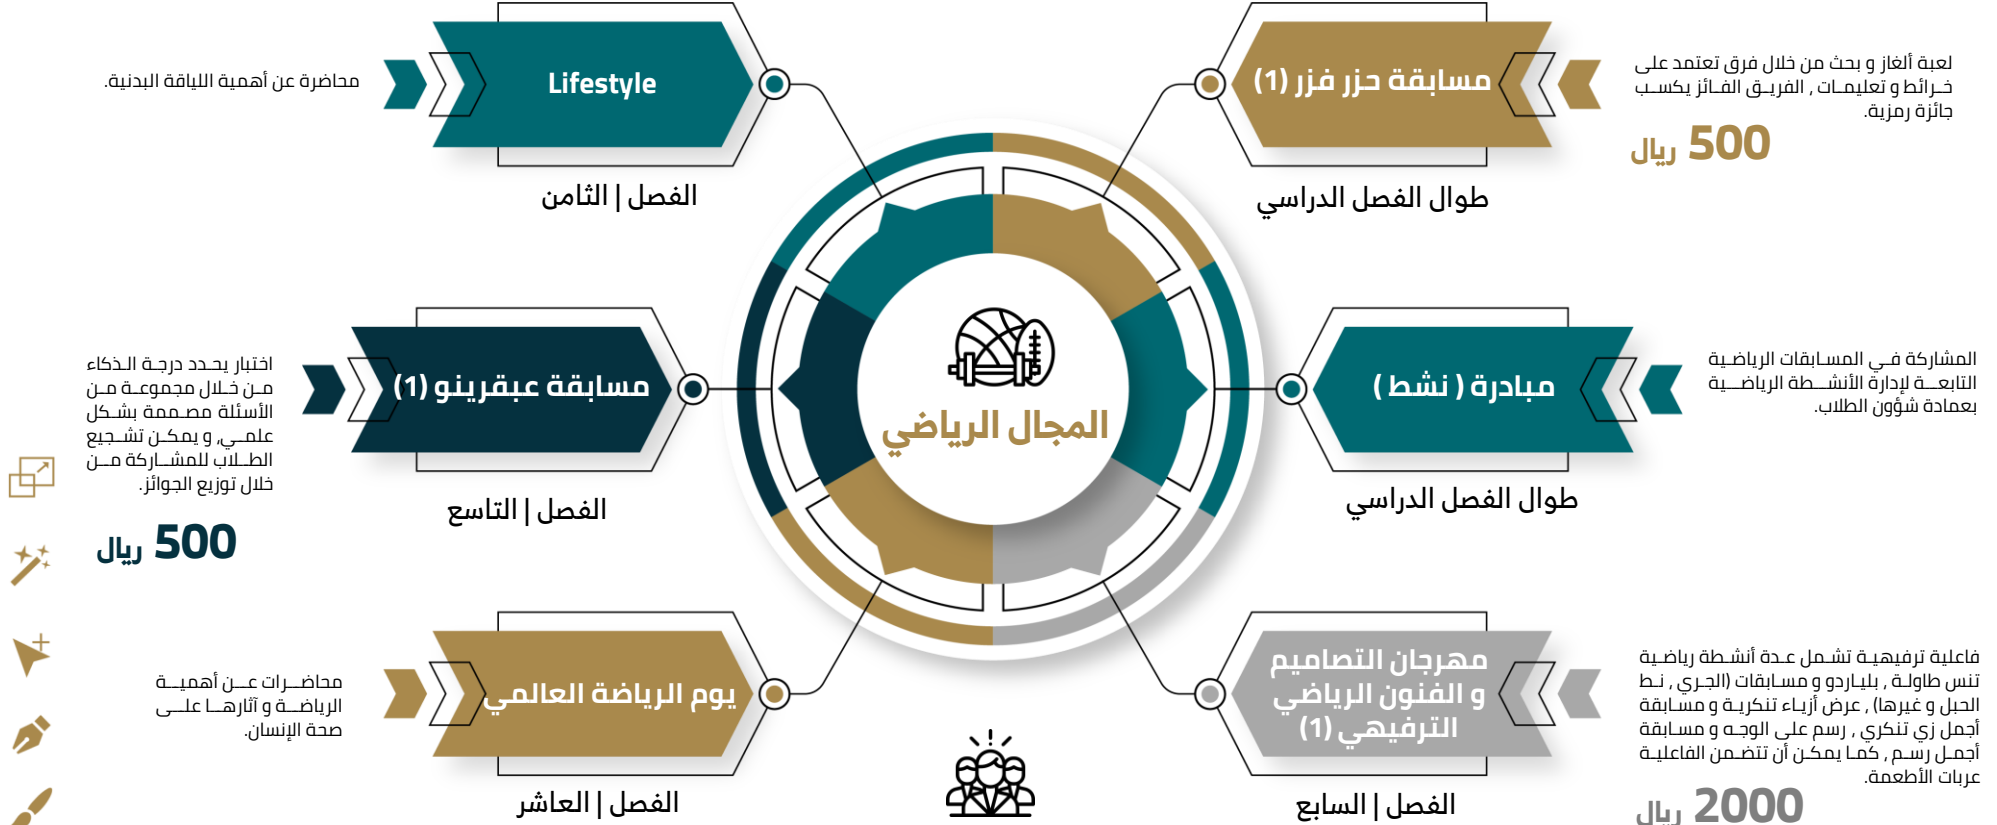 مسابقة حزر فزر (1)
لعبة ألغاز و بحث من خلال فرق تعتمد على
خرائط و تعليمات , الفريق الفائز يكسب
جائزة رمزية.
500 ريال
طوال الفصل الدراسي
مبادرة ( نشط )
المشاركة في المسابقات الرياضية
التابعة لإدارة الأنشطة الرياضية
بعمادة شؤون الطلاب.
طوال الفصل الدراسي
مهرجان التصاميم
و الفنون الرياضي
الترفيهي (1)
فاعلية ترفيهية تشمل عدة أنشطة رياضية
تنس طاولة , بلياردو و مسابقات (الجري , نط
الحبل و غيرها) , عرض أزياء تنكرية و مسابقة
أجمل زي تنكري , رسم على الوجه و مسابقة
أجمل رسم , كما يمكن أن تتضمن الفاعلية
عربات الأطعمة.
2000 ريال
الفصل | السابع
المجال الرياضي
Lifestyle
محاضرة عن أهمية اللياقة البدنية.
الفصل | الثامن
مسابقة عبقرينو (1)
اختبار يحدد درجة الذكاء
من خلال مجموعة من
الأسئلة مصممة بشكل
علمي, و يمكن تشجيع
الطلاب للمشاركة من
خلال توزيع الجوائز.
500 ريال
الفصل | التاسع
يوم الرياضة العالمي
محاضرات عن أهمية
الرياضة و آثارها على
صحة الإنسان.
الفصل | العاشر